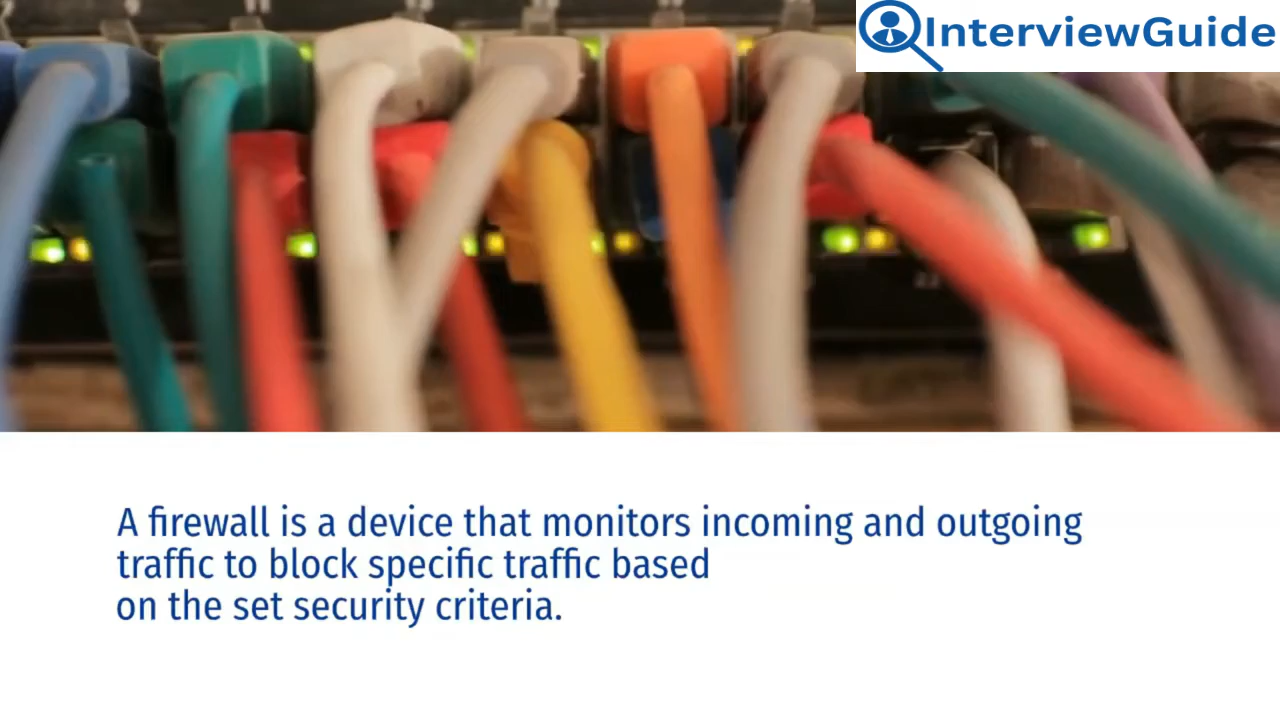 InterviewGuide
A firewall is a device that monitors incoming and outgoing
traffic to block specific traffic based
on the set security criteria.